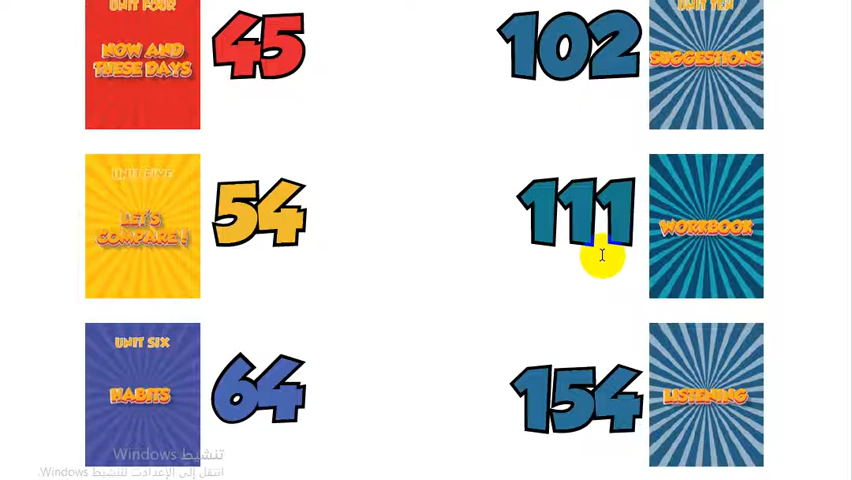 UNIT FOUR
NOW AND
THESE DAYS
45
UNIT FIVE
LET'S
COMPARE!
54
UNIT SIX
HABITS
64
102
UNIT TEN
SUGGESTIONS
111
WORKBOOK
154
LISTENING
تنشيط Windows
انتقل إلى الإعدادات لتنشيط Windows.